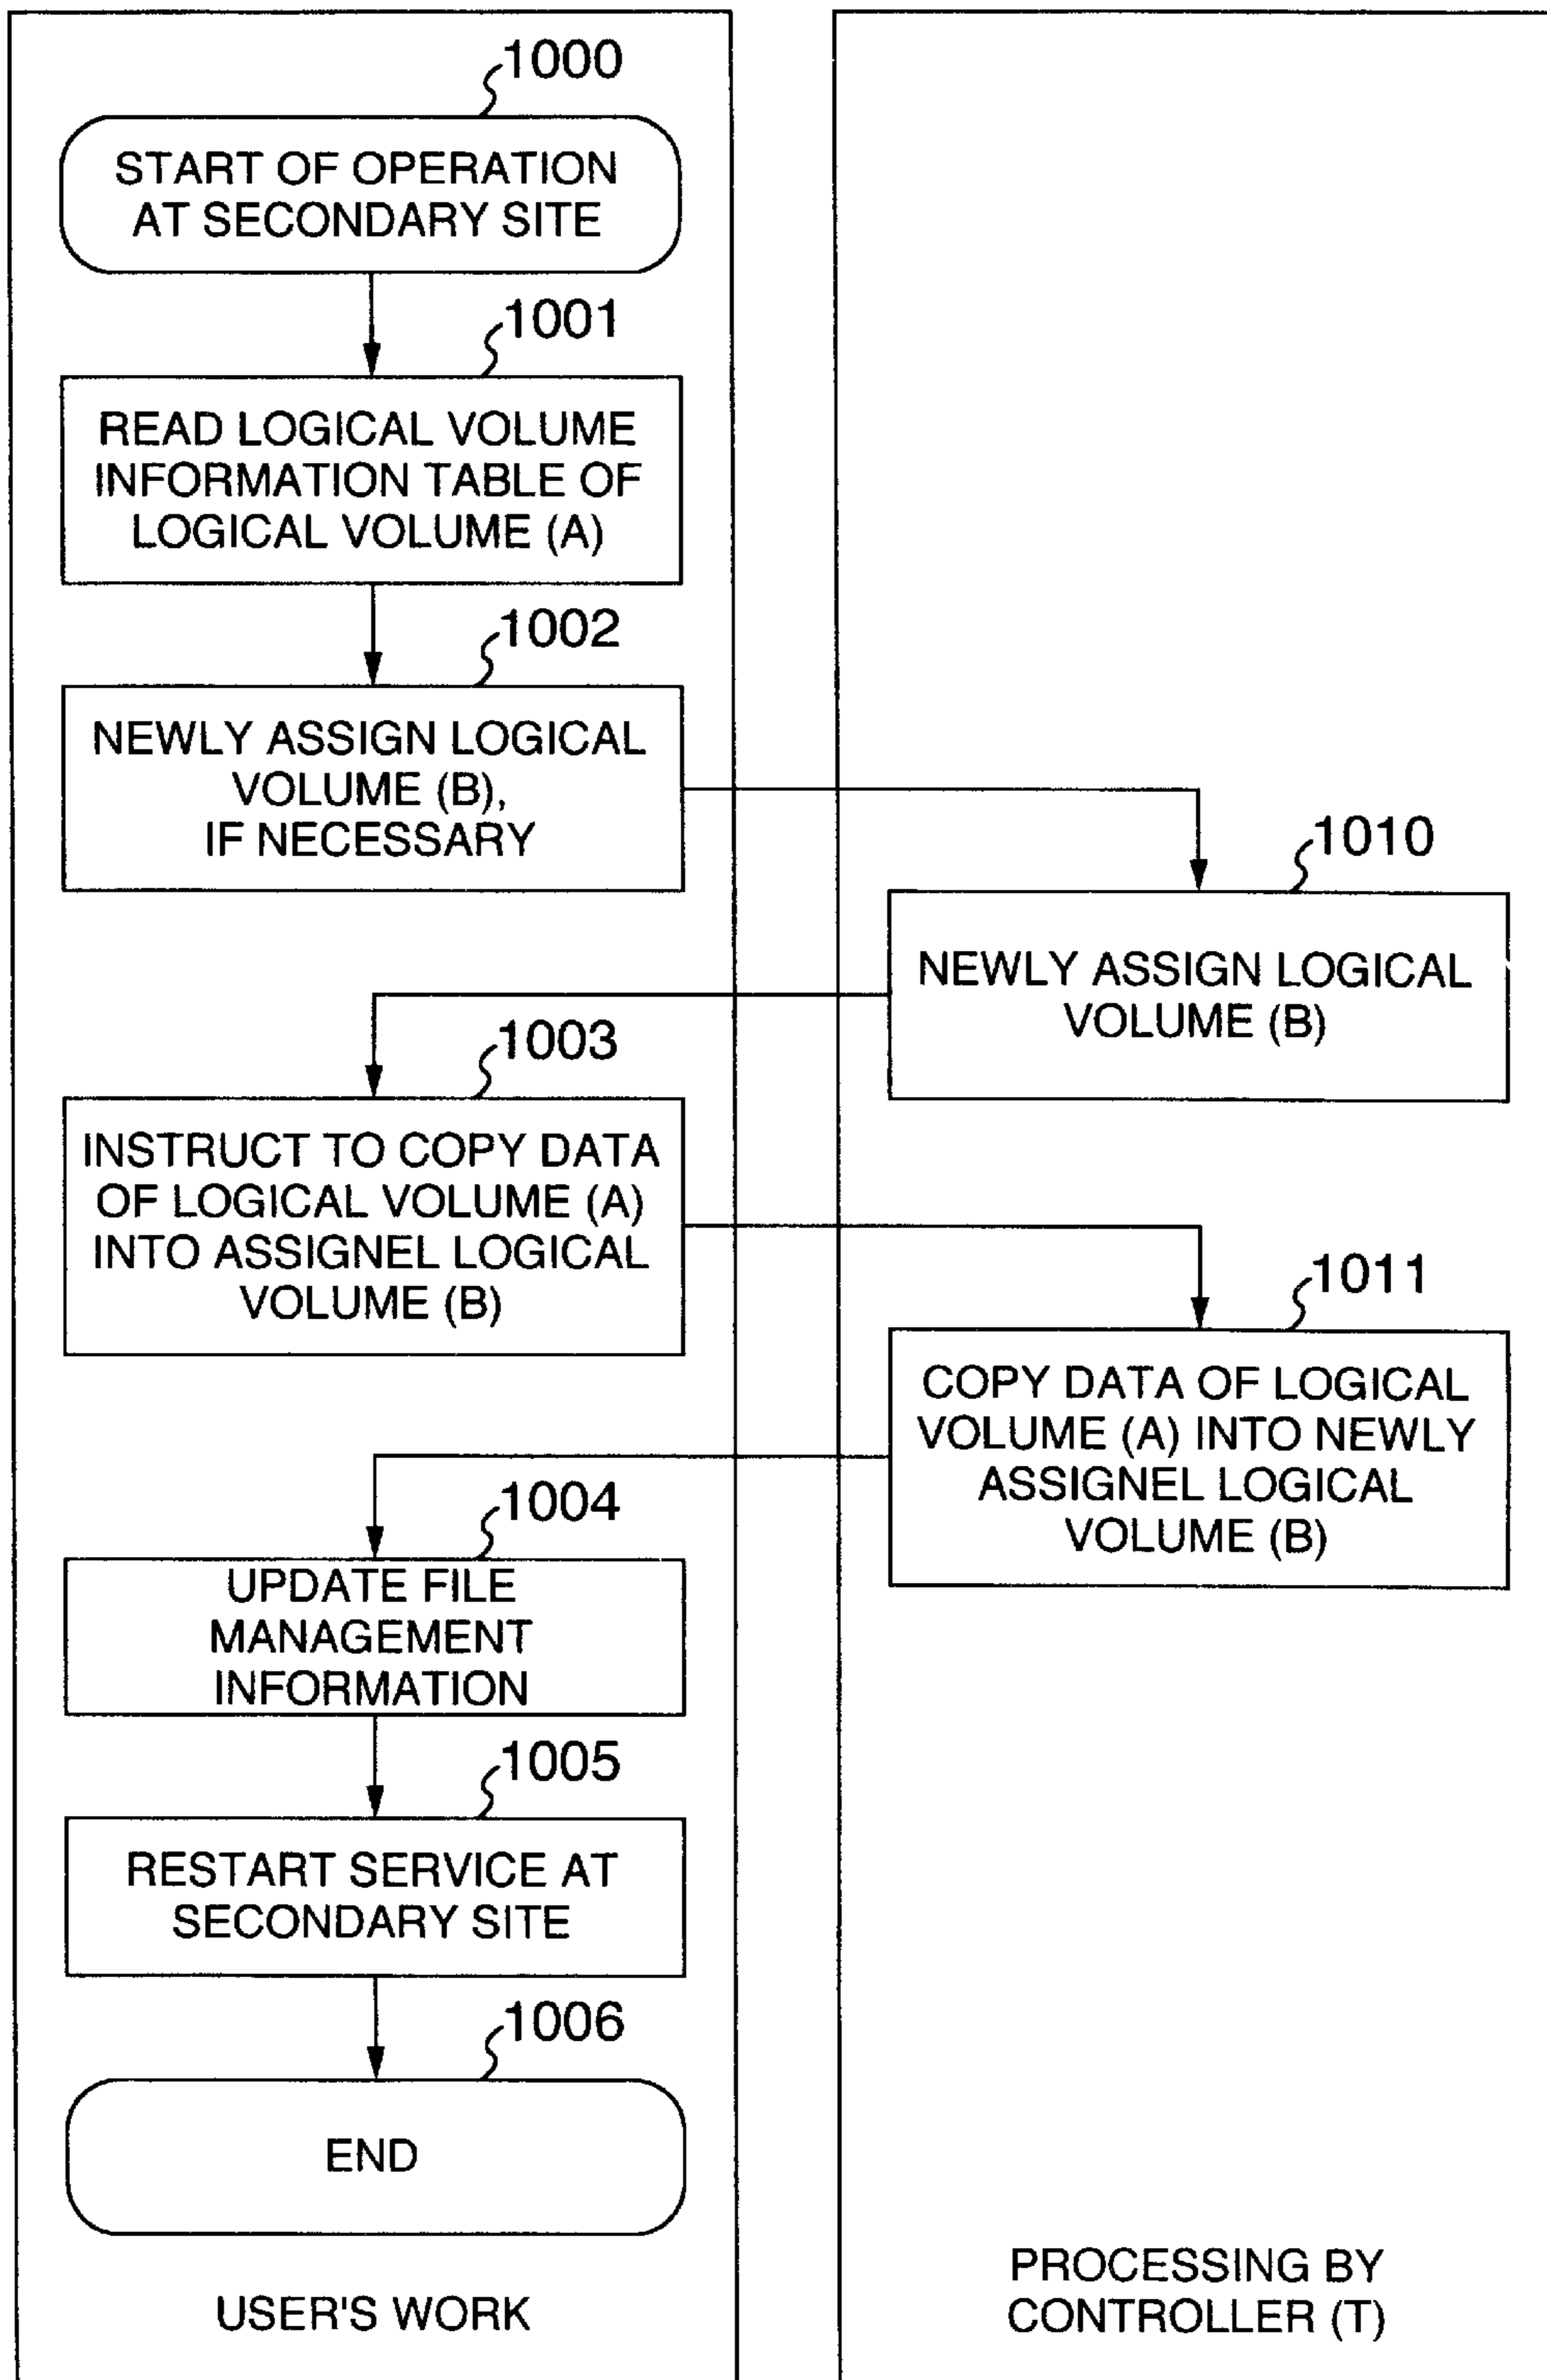 1000
START OF OPERATION
AT SECONDARY SITE
1001
READ LOGICAL VOLUME
INFORMATION TABLE OF
LOGICAL VOLUME (A)
1002
NEWLY ASSIGN LOGICAL
VOLUME (B),
IF NECESSARY
1010
NEWLY ASSIGN LOGICAL
VOLUME (B)
1003
INSTRUCT TO COPY DATA
OF LOGICAL VOLUME (A)
INTO ASSIGNEL LOGICAL
VOLUME (B)
1011
COPY DATA OF LOGICAL
VOLUME (A) INTO NEWLY
ASSIGNEL LOGICAL
VOLUME (B)
1004
UPDATE FILE
MANAGEMENT
INFORMATION
1005
RESTART SERVICE AT
SECONDARY SITE
1006
END
USER'S WORK
PROCESSING BY
CONTROLLER (T)